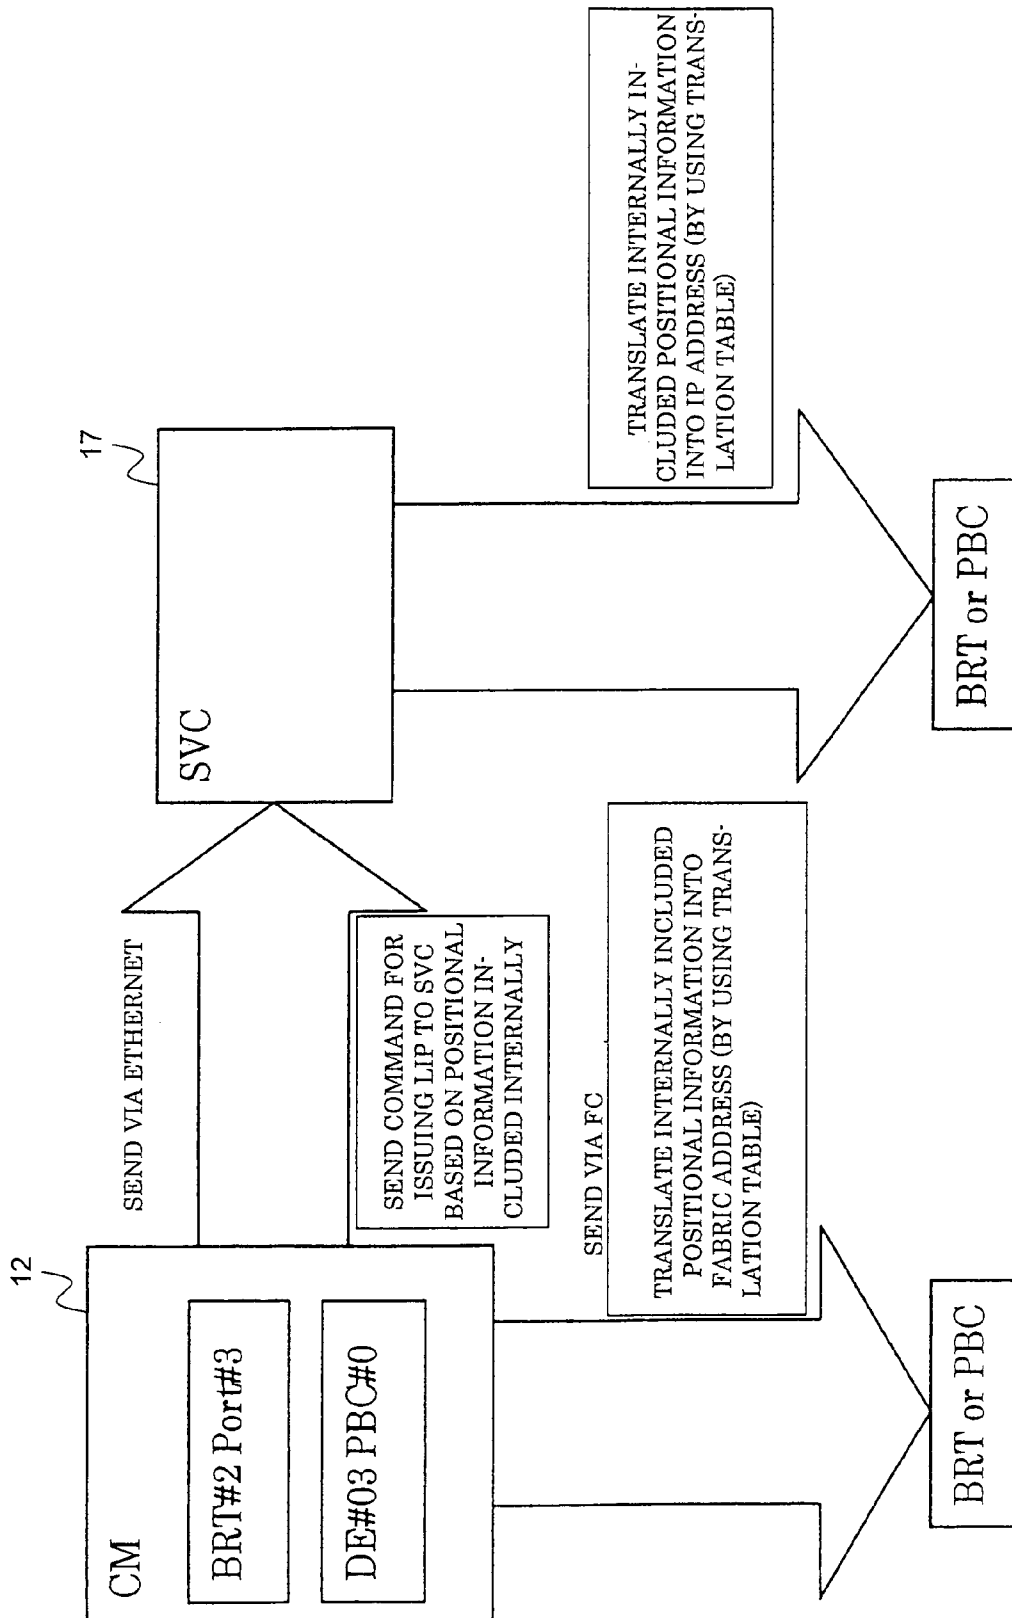 12
CM
BRT#2 Port#3
DE#03 PBC#0
SEND VIA ETHERNET
SEND COMMAND FOR
ISSUING LIP TO SVC
BASED ON POSITIONAL
INFORMATION IN-
CLUDED INTERNALLY
17
SVC
SEND VIA FC
TRANSLATE INTERNALLY INCLUDED
POSITIONAL INFORMATION INTO
FABRIC ADDRESS (BY USING TRANS-
LATION TABLE)
BRT or PBC
TRANSLATE INTERNALLY IN-
CLUDED POSITIONAL INFORMATION
INTO IP ADDRESS (BY USING TRANS-
LATION TABLE)
BRT or PBC